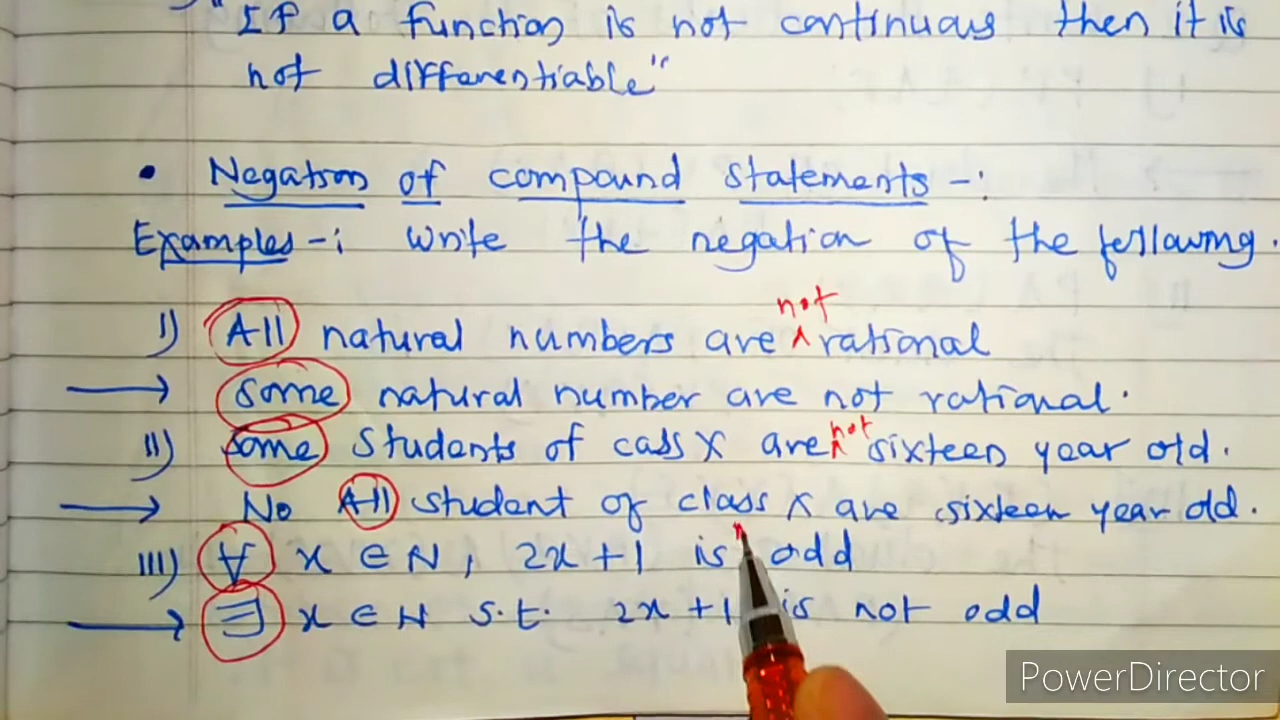 "If a function is not continuous then it is
not differentiable"
• Negation of compound statements -:
Examples -: Write the negation of the following.
not
I) All natural numbers are ∧ rational
→ some natural number are not rational.
not
II) some students of cass X are ∧ sixteen year old.
→ No All student of class X are sixteen year old.
III) ∀ x ∈ N, 2x + 1 is odd
→ ∃ x ∈ N s.t. 2x + 1 is not odd
PowerDirector